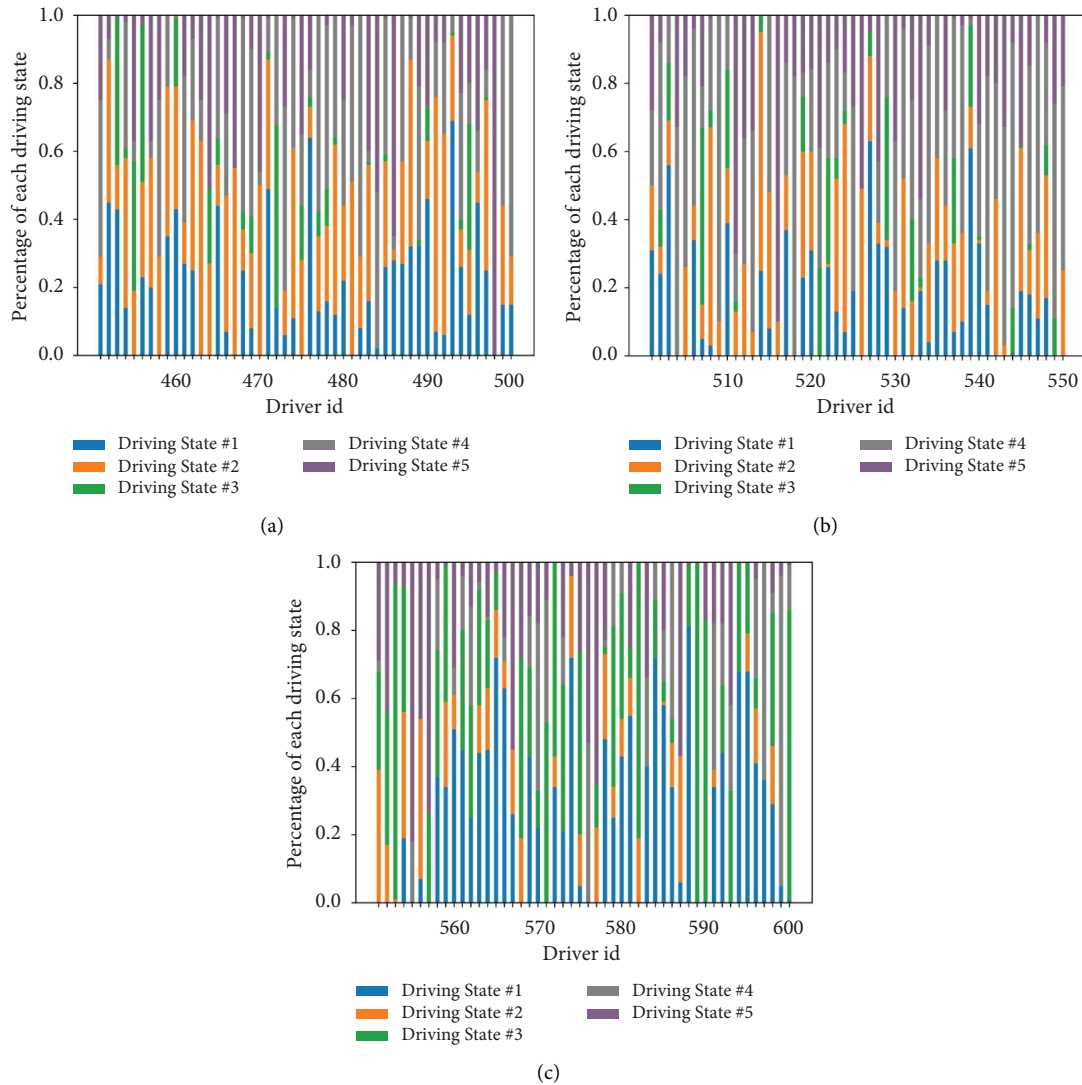 Percentage of each driving state
1.0
0.8
0.6
0.4
0.2
0.0
460 470 480 490 500
Driver id
Driving State #1
Driving State #2
Driving State #3
Driving State #4
Driving State #5
(a)
Percentage of each driving state
1.0
0.8
0.6
0.4
0.2
0.0
510 520 530 540 550
Driver id
Driving State #1
Driving State #2
Driving State #3
Driving State #4
Driving State #5
(b)
Percentage of each driving state
1.0
0.8
0.6
0.4
0.2
0.0
560 570 580 590 600
Driver id
Driving State #1
Driving State #2
Driving State #3
Driving State #4
Driving State #5
(c)